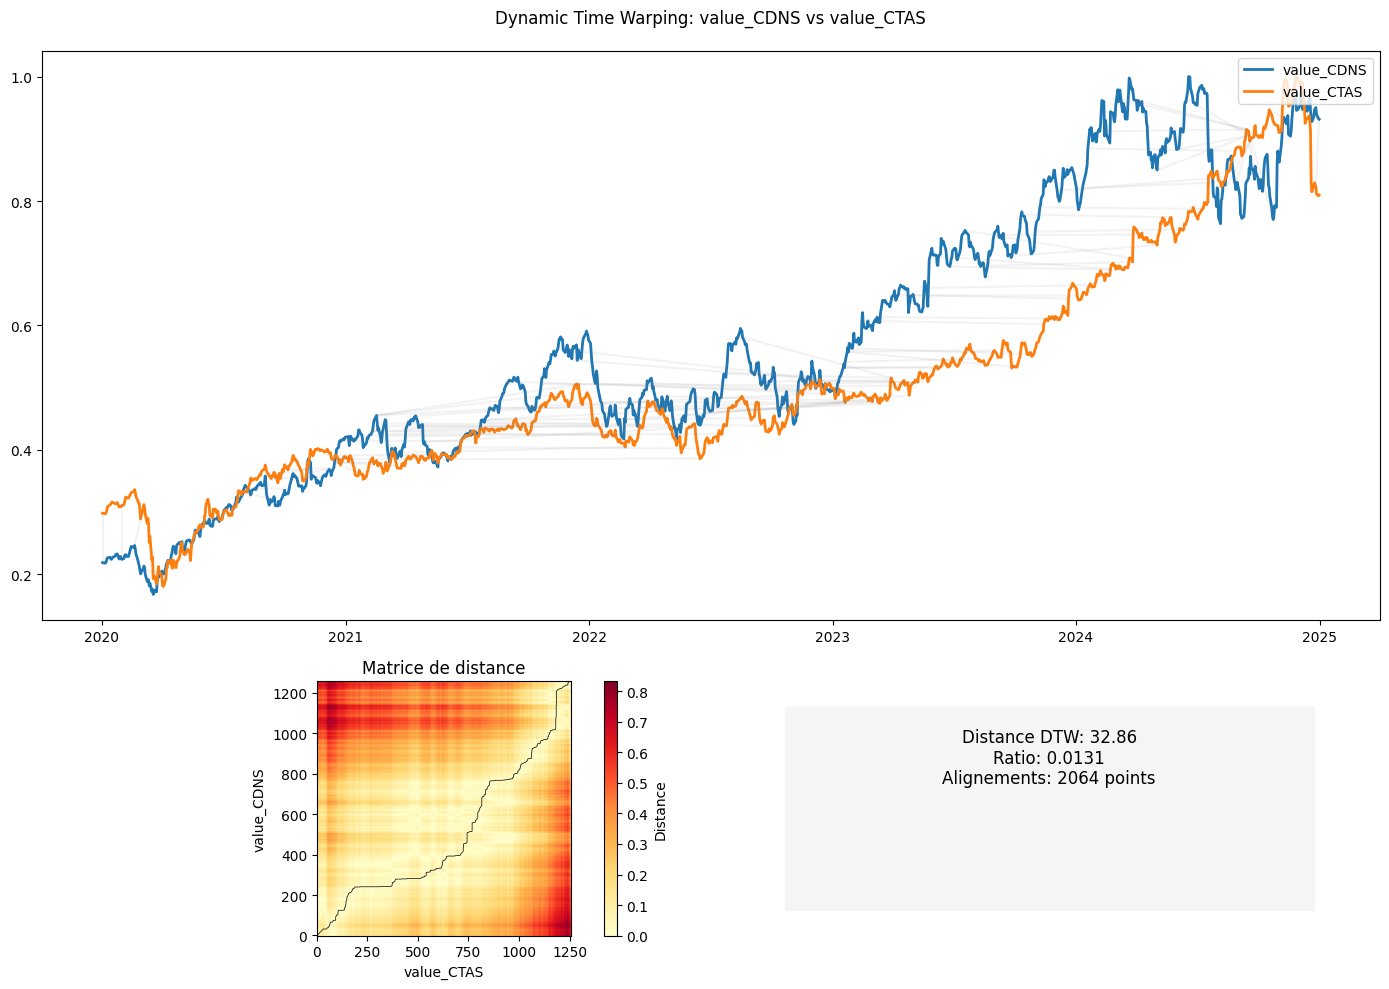 Dynamic Time Warping: value_CDNS vs value_CTAS
value_CDNS
value_CTAS
1.0
0.8
0.6
0.4
0.2
2020 2021 2022 2023 2024 2025
Matrice de distance
value_CDNS
1200
1000
800
600
400
200
0
0 250 500 750 1000 1250
value_CTAS
0.8
0.7
0.6
0.5
0.4
0.3
0.2
0.1
0.0
Distance
Distance DTW: 32.86
Ratio: 0.0131
Alignements: 2064 points